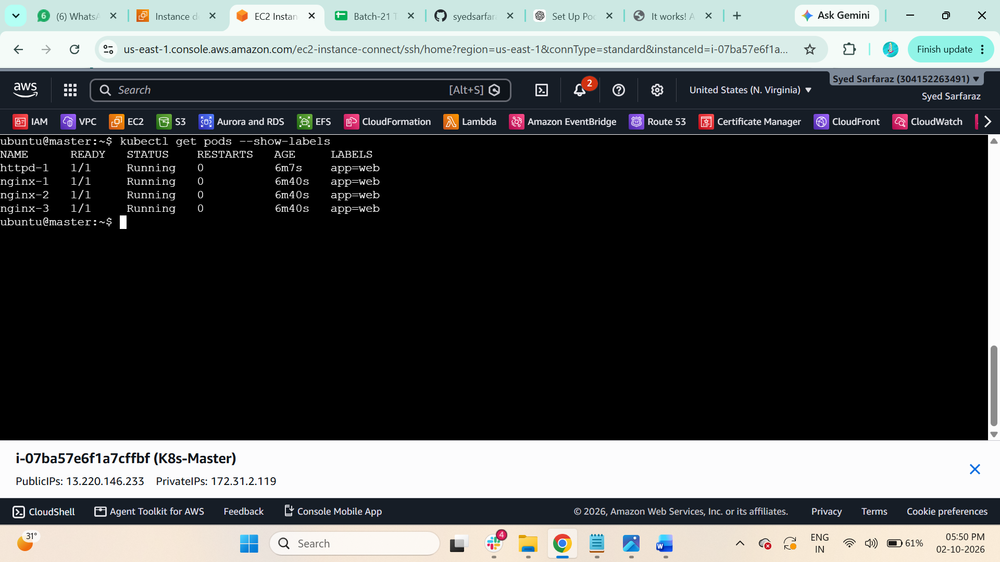 6 (6) WhatsA
Instance d
EC2 Instan
Batch-21 T
syedsarfara
Set Up Poc
It works! A
Ask Gemini
us-east-1.console.aws.amazon.com/ec2-instance-connect/ssh/home?region=us-east-1&connType=standard&instanceId=i-07ba57e6f1a...
Finish update
aws
Search
[Alt+S]
2
United States (N. Virginia)
Syed Sarfaraz (304152263491)
Syed Sarfaraz
IAM VPC EC2 S3 Aurora and RDS EFS CloudFormation Lambda Amazon EventBridge Route 53 Certificate Manager CloudFront CloudWatch
ubuntu@master:~$ kubectl get pods --show-labels
NAME READY STATUS RESTARTS AGE LABELS
httpd-1 1/1 Running 0 6m7s app=web
nginx-1 1/1 Running 0 6m40s app=web
nginx-2 1/1 Running 0 6m40s app=web
nginx-3 1/1 Running 0 6m40s app=web
ubuntu@master:~$
i-07ba57e6f1a7cffbf (K8s-Master)
PublicIPs: 13.220.146.233 PrivateIPs: 172.31.2.119
CloudShell Agent Toolkit for AWS Feedback Console Mobile App © 2026, Amazon Web Services, Inc. or its affiliates. Privacy Terms Cookie preferences
31°
Search
4
W
ENG
IN
61%
05:50 PM
02-10-2026